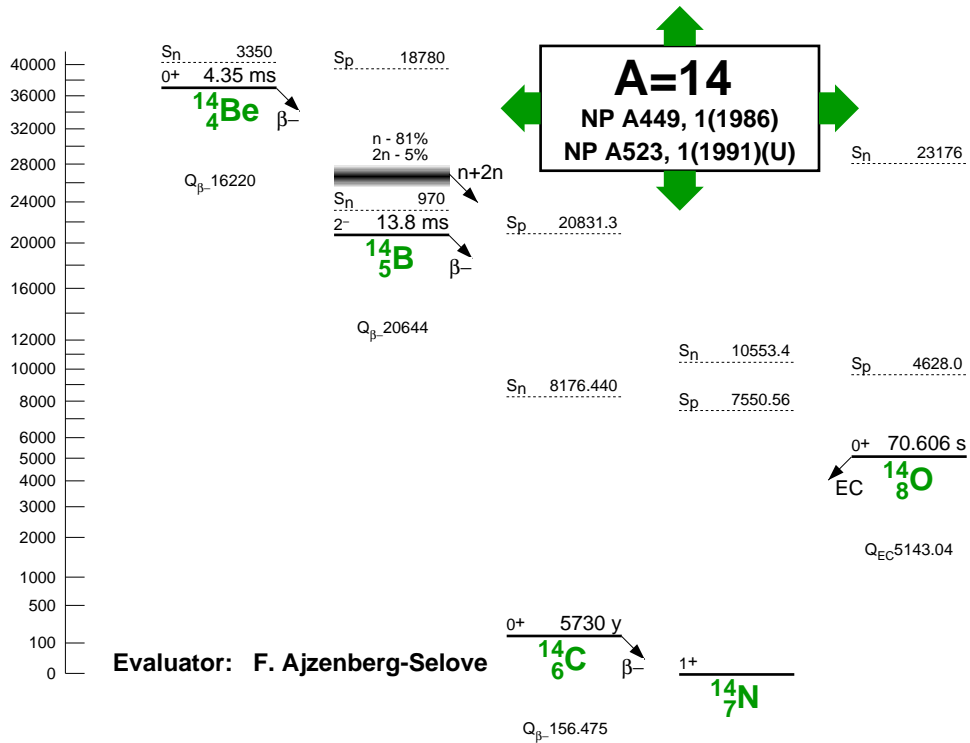 A=14
NP A449, 1(1986)
NP A523, 1(1991)(U)
40000
36000
32000
28000
24000
20000
16000
12000
10000
8000
6000
5000
4000
3000
2000
1000
500
100
0
Sn 3350
0+ 4.35 ms
14 4 Be
β−
Qβ−16220
Sp 18780
n - 81%
2n - 5%
n+2n
Sn 970
2− 13.8 ms
14 5 B
β−
Qβ−20644
Sp 20831.3
Sn 8176.440
0+ 5730 y
14 6 C
β−
Qβ−156.475
Sn 10553.4
Sp 7550.56
1+
14 7 N
Sn 23176
Sp 4628.0
0+ 70.606 s
14 8 O
EC
QEC5143.04
Evaluator: F. Ajzenberg-Selove